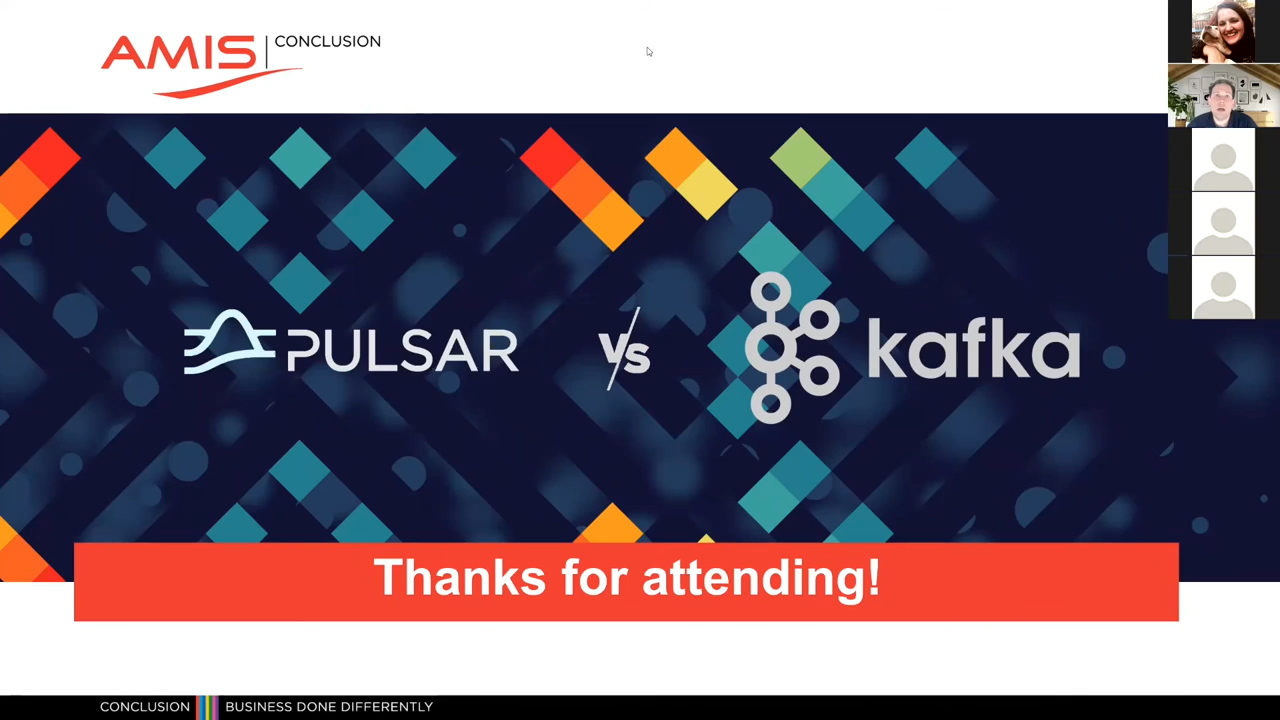 AMIS
CONCLUSION
PULSAR
VS
kafka
Thanks for attending!
CONCLUSION
BUSINESS DONE DIFFERENTLY